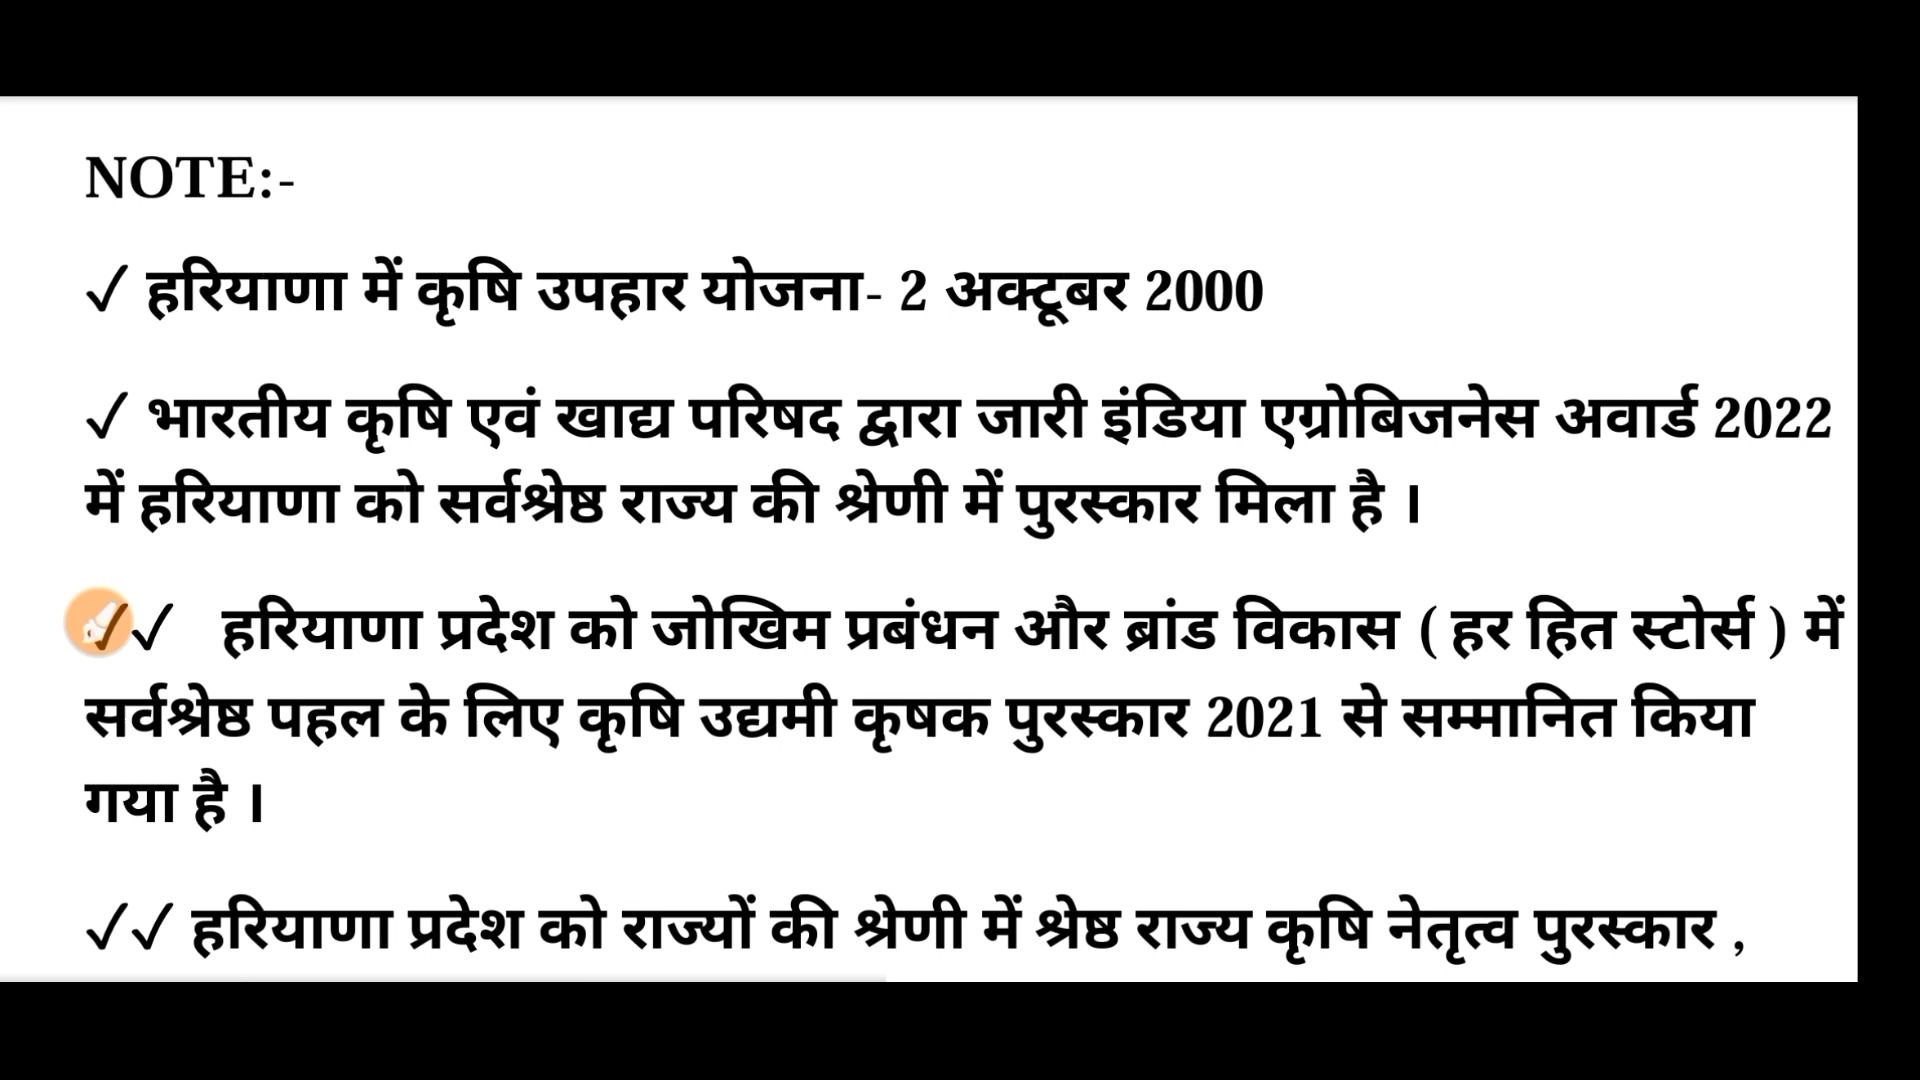 NOTE:-
✓ हरियाणा में कृषि उपहार योजना- 2 अक्टूबर 2000
✓ भारतीय कृषि एवं खाद्य परिषद द्वारा जारी इंडिया एग्रोबिजनेस अवार्ड 2022
में हरियाणा को सर्वश्रेष्ठ राज्य की श्रेणी में पुरस्कार मिला है ।
✓✓ हरियाणा प्रदेश को जोखिम प्रबंधन और ब्रांड विकास ( हर हित स्टोर्स ) में
सर्वश्रेष्ठ पहल के लिए कृषि उद्यमी कृषक पुरस्कार 2021 से सम्मानित किया
गया है ।
✓✓ हरियाणा प्रदेश को राज्यों की श्रेणी में श्रेष्ठ राज्य कृषि नेतृत्व पुरस्कार ,